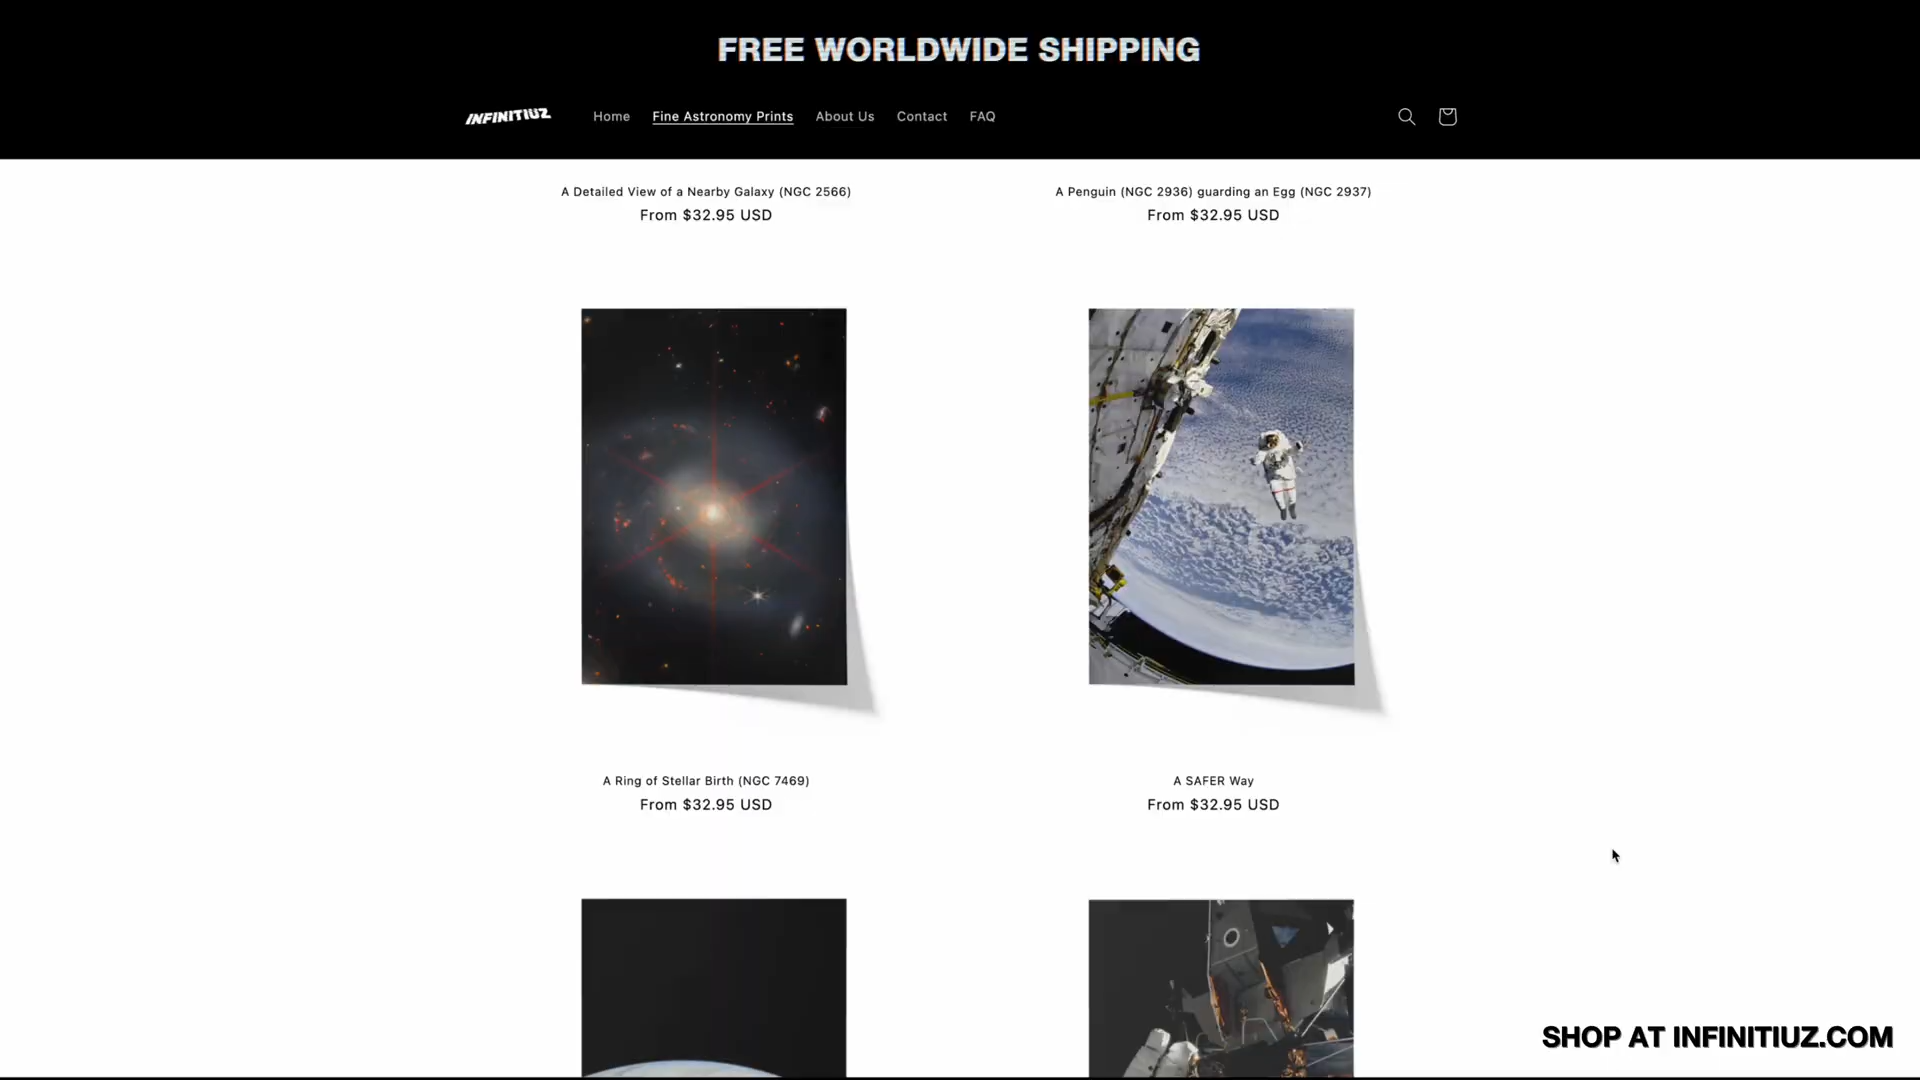 FREE WORLDWIDE SHIPPING
INFINITIUZ
Home
Fine Astronomy Prints
About Us
Contact
FAQ
A Detailed View of a Nearby Galaxy (NGC 2566)
From $32.95 USD
A Penguin (NGC 2936) guarding an Egg (NGC 2937)
From $32.95 USD
A Ring of Stellar Birth (NGC 7469)
From $32.95 USD
A SAFER Way
From $32.95 USD
SHOP AT INFINITIUZ.COM